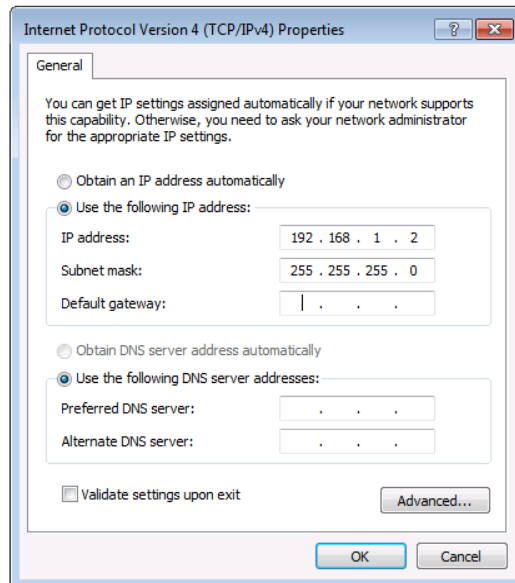 Internet Protocol Version 4 (TCP/IPv4) Properties
General
You can get IP settings assigned automatically if your network supports
this capability. Otherwise, you need to ask your network administrator
for the appropriate IP settings.
Obtain an IP address automatically
Use the following IP address:
IP address: 192 . 168 . 1 . 2
Subnet mask: 255 . 255 . 255 . 0
Default gateway: . . .
Obtain DNS server address automatically
Use the following DNS server addresses:
Preferred DNS server: . . .
Alternate DNS server: . . .
Validate settings upon exit
Advanced...
OK Cancel